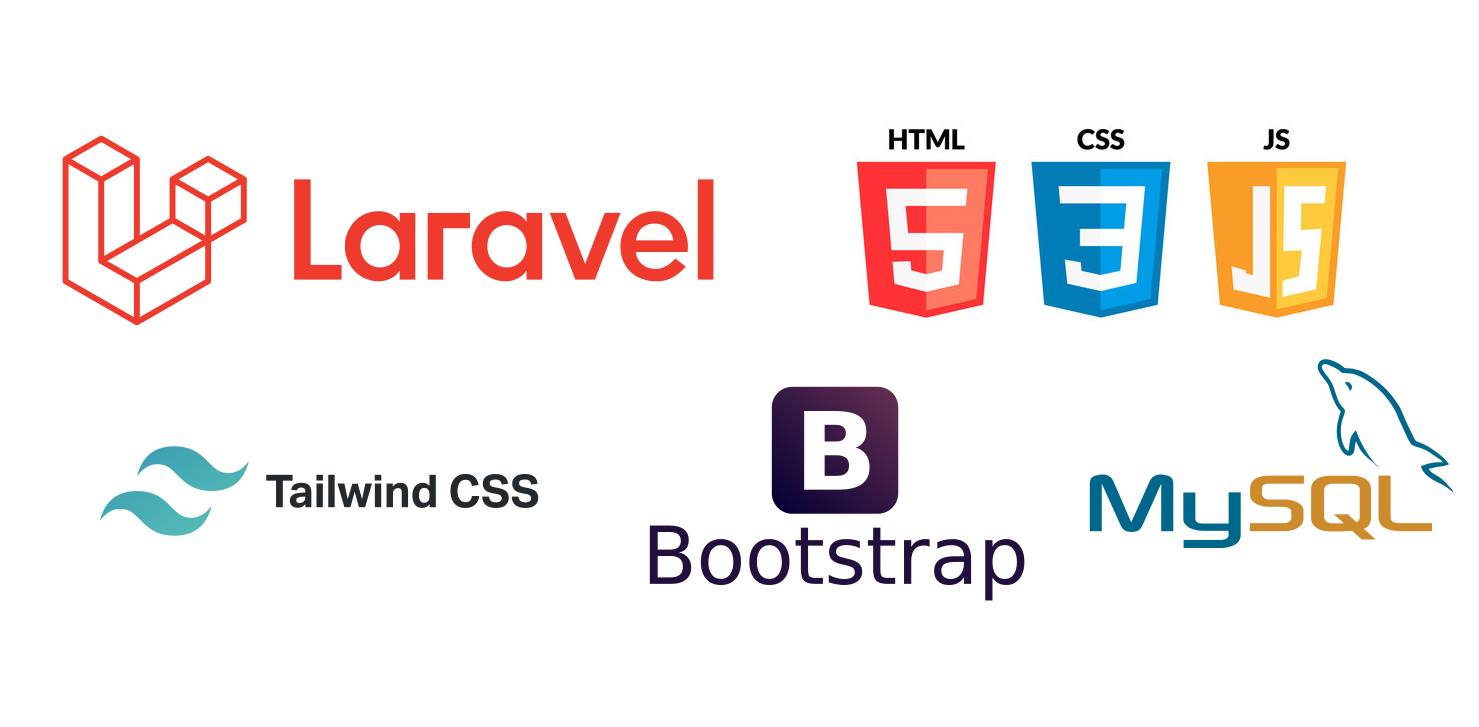 Laravel
HTML CSS JS
5 3 JS
Tailwind CSS
B
Bootstrap
MySQL